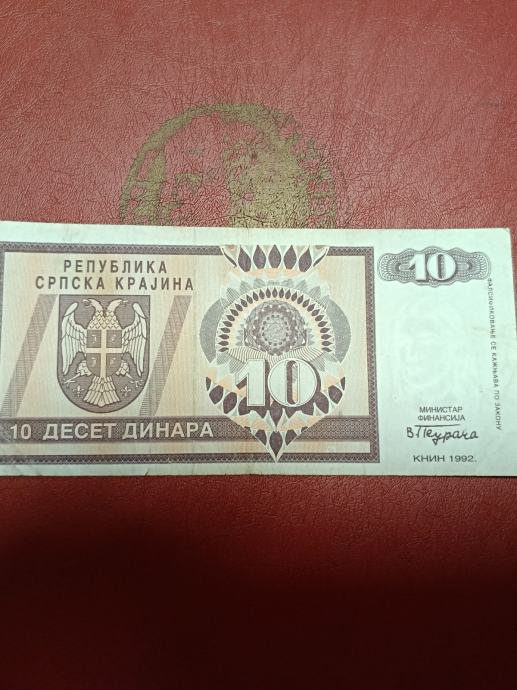 РЕПУБЛИКА
СРПСКА КРАЈИНА
10
10
10 ДЕСЕТ ДИНАРА
ФАЛСИФИКОВАЊЕ СЕ КАЖЊАВА ПО ЗАКОНУ
МИНИСТАР
ФИНАНСИЈА
КНИН 1992.